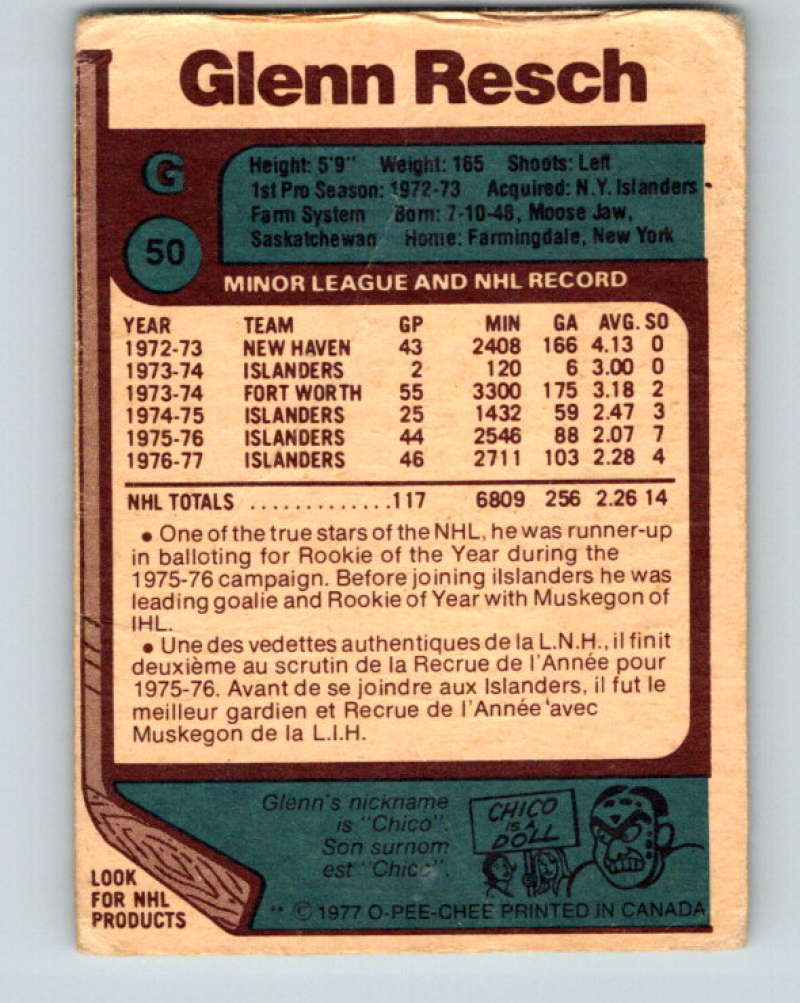 Glenn Resch
G
Height: 5'9" Weight: 165 Shoots: Left
1st Pro Season: 1972-73 Acquired: N.Y. Islanders
Farm System Born: 7-10-48, Moose Jaw,
Saskatchewan Home: Farmingdale, New York
50
MINOR LEAGUE AND NHL RECORD
YEAR TEAM GP MIN GA AVG. SO
1972-73 NEW HAVEN 43 2408 166 4.13 0
1973-74 ISLANDERS 2 120 6 3.00 0
1973-74 FORT WORTH 55 3300 175 3.18 2
1974-75 ISLANDERS 25 1432 59 2.47 3
1975-76 ISLANDERS 44 2546 88 2.07 7
1976-77 ISLANDERS 46 2711 103 2.28 4
NHL TOTALS .............117 6809 256 2.26 14
• One of the true stars of the NHL, he was runner-up
in balloting for Rookie of the Year during the
1975-76 campaign. Before joining iIslanders he was
leading goalie and Rookie of Year with Muskegon of
IHL.
• Une des vedettes authentiques de la L.N.H., il finit
deuxième au scrutin de la Recrue de l'Année pour
1975-76. Avant de se joindre aux Islanders, il fut le
meilleur gardien et Recrue de l'Année avec
Muskegon de la L.I.H.
Glenn's nickname
is "Chico".
Son surnom
est "Chico".
CHICO
IS A
DOLL
LOOK
FOR NHL
PRODUCTS
** © 1977 O-PEE-CHEE PRINTED IN CANADA